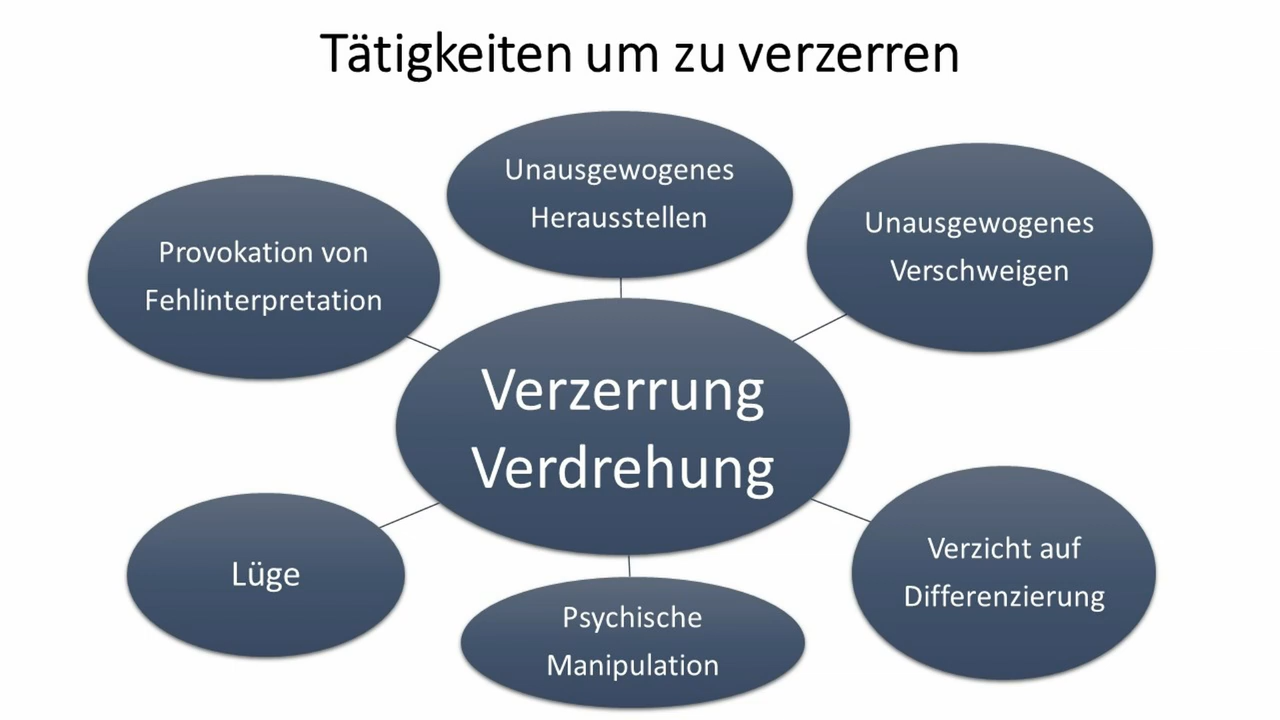 Tätigkeiten um zu verzerren
Unausgewogenes
Herausstellen
Unausgewogenes
Verschweigen
Provokation von
Fehlinterpretation
Verzerrung
Verdrehung
Verzicht auf
Differenzierung
Lüge
Psychische
Manipulation